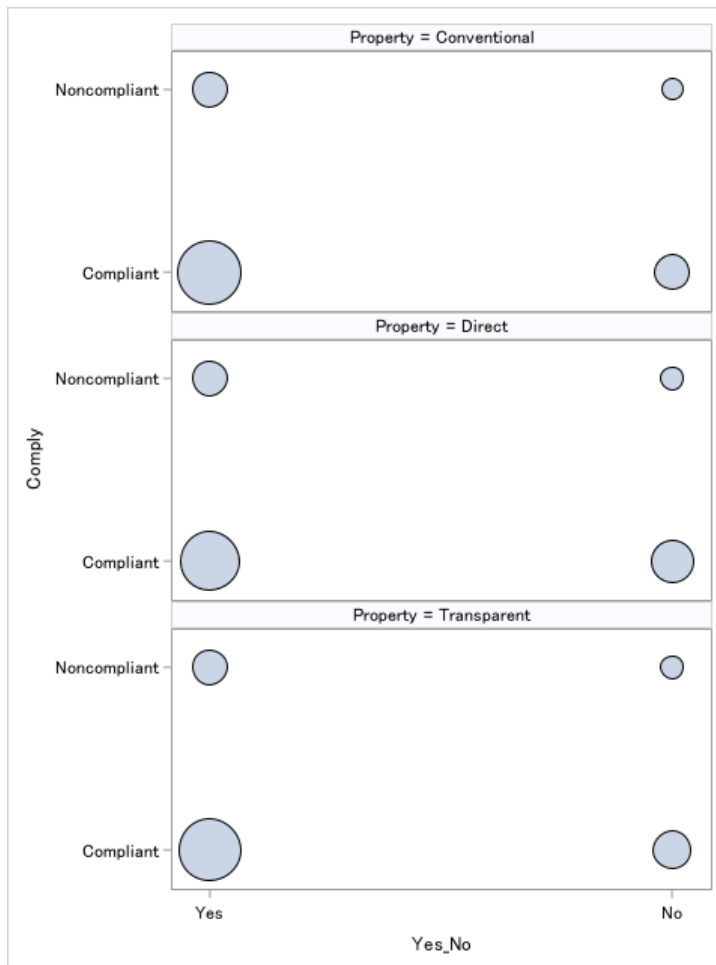 Property = Conventional
Noncompliant
Compliant
Property = Direct
Noncompliant
Compliant
Property = Transparent
Noncompliant
Compliant
Comply
Yes
No
Yes_No